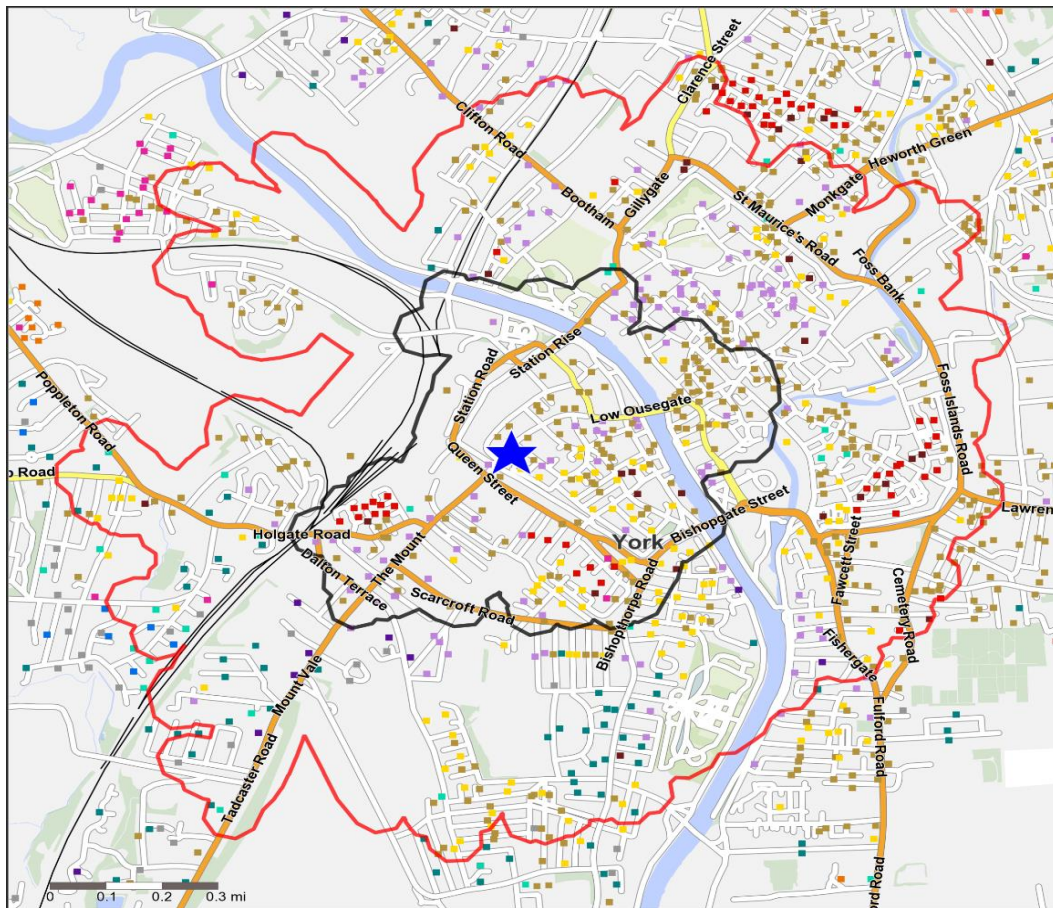 Clarence Street
Clifton Road
Heworth Green
Bootham
Gillygate
Monkgate
St Maurice's Road
Foss Bank
Station Rise
Station Road
Foss Islands Road
Poppleton Road
Low Ousegate
Queen Street
Road
Bishopgate Street
Lawren
Holgate Road
York
The Mount
Fawcett Street
Dalton Terrace
Scarcroft Road
Cemetery Road
Bishopthorpe Road
Fishergate
Mount Vale
Fulford Road
Tadcaster Road
ord Road
0 0.1 0.2 0.3 mi